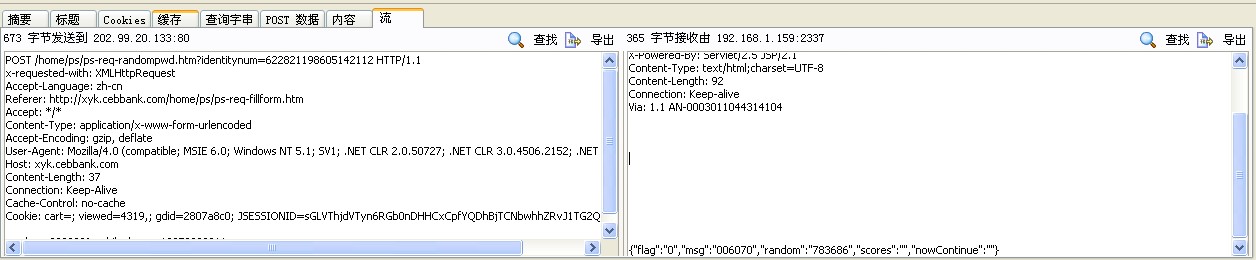 摘要 标题 Cookies 缓存 查询字串 POST 数据 内容 流
673 字节发送到 202.99.20.133:80 查找 导出
POST /home/ps/ps-req-randompwd.htm?identitynum=622821198605142112 HTTP/1.1
x-requested-with: XMLHttpRequest
Accept-Language: zh-cn
Referer: http://xyk.cebbank.com/home/ps/ps-req-fillform.htm
Accept: */*
Content-Type: application/x-www-form-urlencoded
Accept-Encoding: gzip, deflate
User-Agent: Mozilla/4.0 (compatible; MSIE 6.0; Windows NT 5.1; SV1; .NET CLR 2.0.50727; .NET CLR 3.0.4506.2152; .NET
Host: xyk.cebbank.com
Content-Length: 37
Connection: Keep-Alive
Cache-Control: no-cache
Cookie: cart=; viewed=4319,; gdid=2807a8c0; JSESSIONID=sGLVThjdVTyn6RGb0nDHHCxCpfYQDhBjTCNbwhhZRvJ1TG2Q
365 字节接收由 192.168.1.159:2337 查找 导出
X-Powered-By: Servlet/2.5 JSP/2.1
Content-Type: text/html;charset=UTF-8
Content-Length: 92
Connection: Keep-alive
Via: 1.1 AN-0003011044314104
{"flag":"0","msg":"006070","random":"783686","scores":"","nowContinue":""}